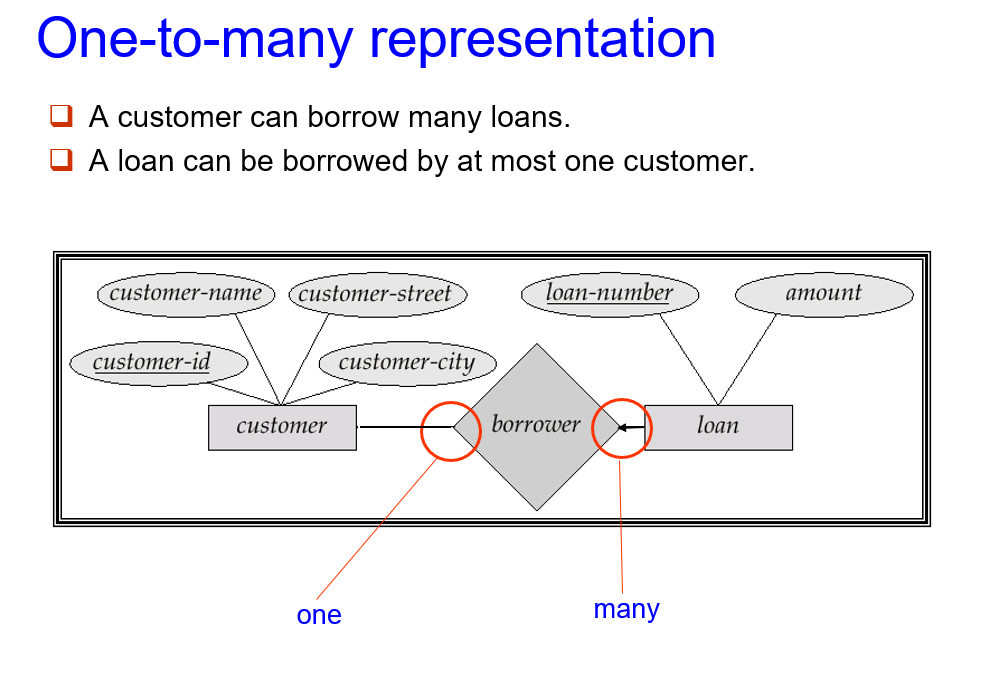 One-to-many representation
A customer can borrow many loans.
A loan can be borrowed by at most one customer.
customer-name
customer-street
loan-number
amount
customer-id
customer-city
customer
borrower
loan
one
many